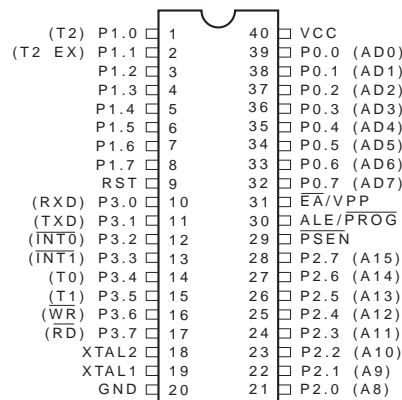 (T2) P1.0 1 40 VCC
(T2 EX) P1.1 2 39 P0.0 (AD0)
P1.2 3 38 P0.1 (AD1)
P1.3 4 37 P0.2 (AD2)
P1.4 5 36 P0.3 (AD3)
P1.5 6 35 P0.4 (AD4)
P1.6 7 34 P0.5 (AD5)
P1.7 8 33 P0.6 (AD6)
RST 9 32 P0.7 (AD7)
(RXD) P3.0 10 31 EA/VPP
(TXD) P3.1 11 30 ALE/PROG
(INT0) P3.2 12 29 PSEN
(INT1) P3.3 13 28 P2.7 (A15)
(T0) P3.4 14 27 P2.6 (A14)
(T1) P3.5 15 26 P2.5 (A13)
(WR) P3.6 16 25 P2.4 (A12)
(RD) P3.7 17 24 P2.3 (A11)
XTAL2 18 23 P2.2 (A10)
XTAL1 19 22 P2.1 (A9)
GND 20 21 P2.0 (A8)